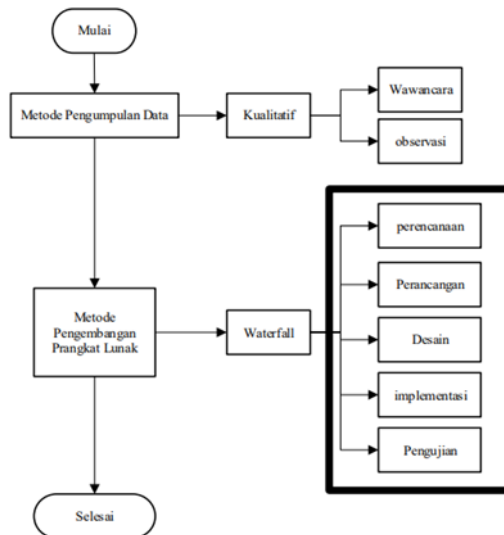 Mulai
Metode Pengumpulan Data
Kualitatif
Wawancara
observasi
Metode
Pengembangan
Prangkat Lunak
Waterfall
perencanaan
Perancangan
Desain
implementasi
Pengujian
Selesai